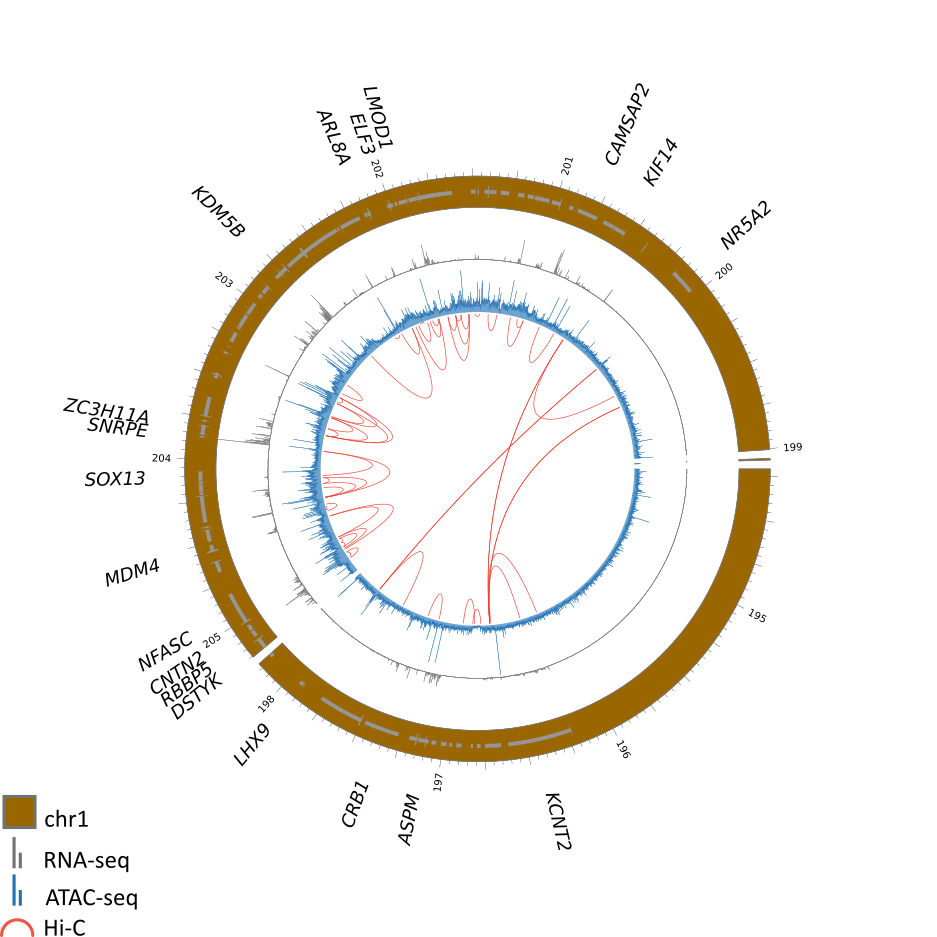 LMOD1
ELF3
ARL8A
202
CAMSAP2
201
KIF14
NR5A2
200
KDM5B
203
ZC3H11A
SNRPE
204
199
SOX13
MDM4
195
NFASC
205
CNTN2
RBBP5
DSTYK
198
LHX9
196
197
CRB1
ASPM
KCNT2
chr1
RNA-seq
ATAC-seq
Hi-C